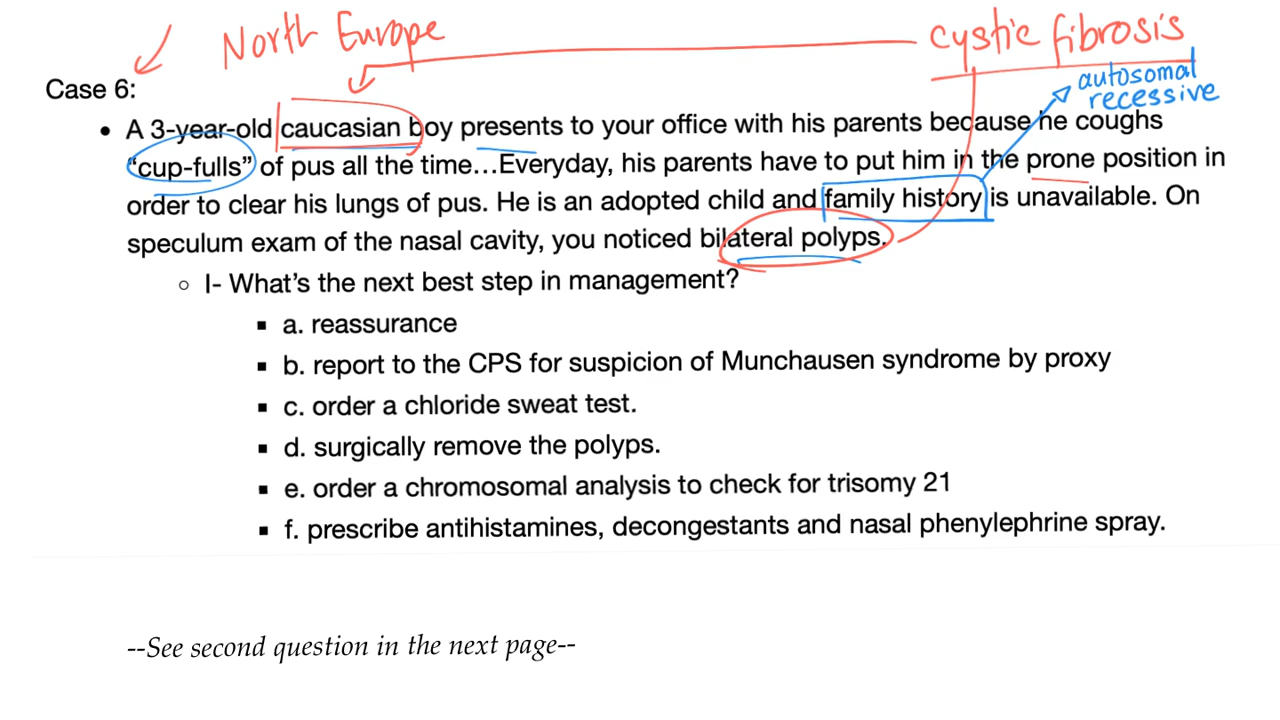 North Europe
cystic fibrosis
autosomal
recessive
Case 6:
• A 3-year-old caucasian boy presents to your office with his parents because he coughs
“cup-fulls” of pus all the time…Everyday, his parents have to put him in the prone position in
order to clear his lungs of pus. He is an adopted child and family history is unavailable. On
speculum exam of the nasal cavity, you noticed bilateral polyps.
○ I- What’s the next best step in management?
▪ a. reassurance
▪ b. report to the CPS for suspicion of Munchausen syndrome by proxy
▪ c. order a chloride sweat test.
▪ d. surgically remove the polyps.
▪ e. order a chromosomal analysis to check for trisomy 21
▪ f. prescribe antihistamines, decongestants and nasal phenylephrine spray.
--See second question in the next page--